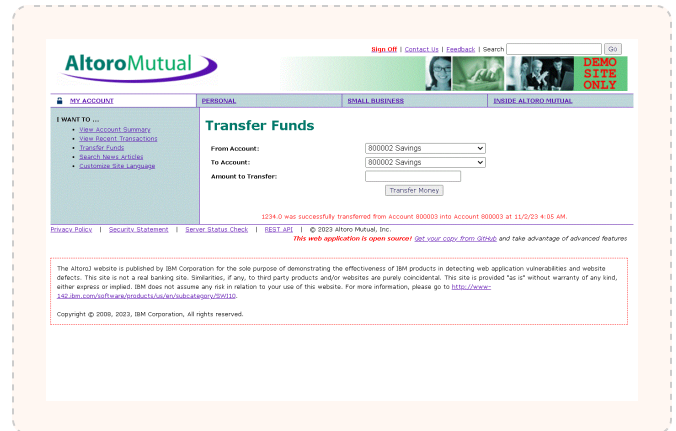 Sign Off | Contact Us | Feedback | Search Go
AltoroMutual
DEMO
SITE
ONLY
MY ACCOUNT PERSONAL SMALL BUSINESS INSIDE ALTORO MUTUAL
I WANT TO ...
View Account Summary
View Recent Transactions
Transfer Funds
Search News Articles
Customize Site Language
Transfer Funds
From Account: 800002 Savings
To Account: 800002 Savings
Amount to Transfer:
Transfer Money
1234.0 was successfully transferred from Account 800003 into Account 800003 at 11/2/23 4:05 AM.
Privacy Policy | Security Statement | Server Status Check | REST API | © 2023 Altoro Mutual, Inc.
This web application is open source! Get your copy from GitHub and take advantage of advanced features
The AltoroJ website is published by IBM Corporation for the sole purpose of demonstrating the effectiveness of IBM products in detecting web application vulnerabilities and website
defects. This site is not a real banking site. Similarities, if any, to third party products and/or websites are purely coincidental. This site is provided "as is" without warranty of any kind,
either express or implied. IBM does not assume any risk in relation to your use of this website. For more information, please go to http://www-
142.ibm.com/software/products/us/en/subcategory/SWI10.
Copyright © 2008, 2023, IBM Corporation, All rights reserved.